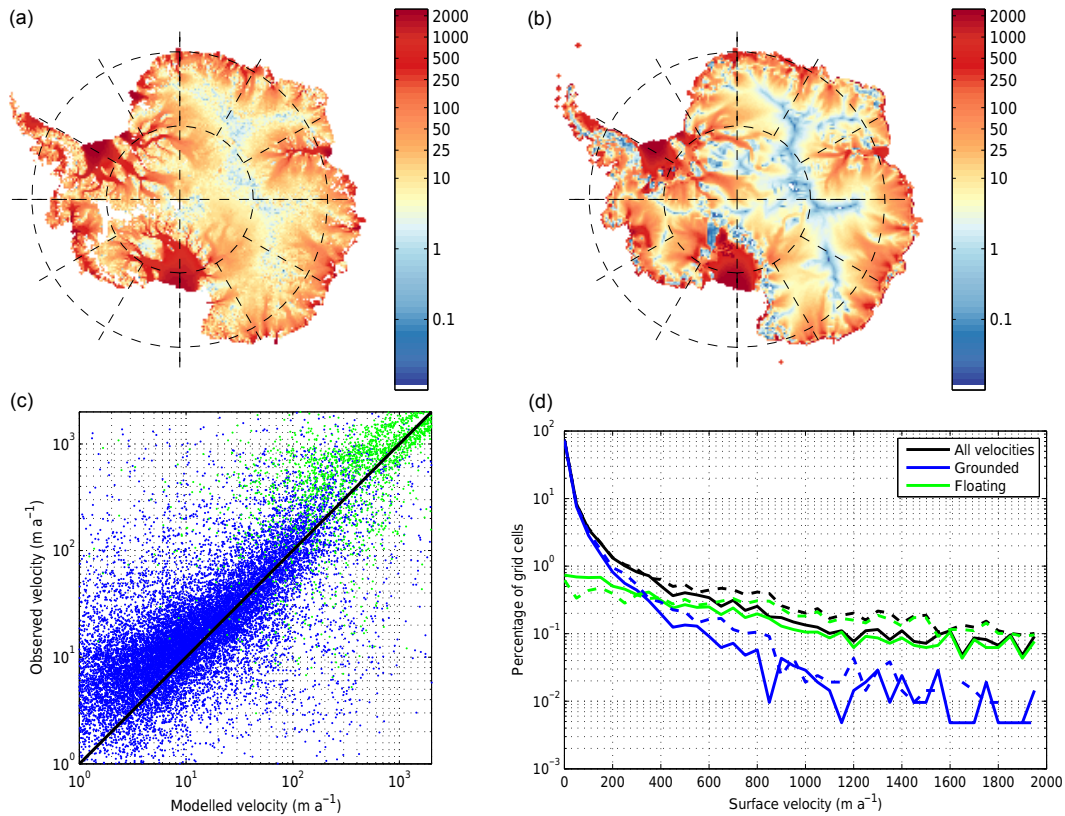 (a)
2000
1000
500
250
100
50
25
10
1
0.1
(b)
2000
1000
500
250
100
50
25
10
1
0.1
(c)
10³
10²
10¹
10⁰
Observed velocity (m a⁻¹)
10⁰ 10¹ 10² 10³
Modelled velocity (m a⁻¹)
(d)
10²
10¹
10⁰
10⁻¹
10⁻²
10⁻³
Percentage of grid cells
All velocities
Grounded
Floating
0 200 400 600 800 1000 1200 1400 1600 1800 2000
Surface velocity (m a⁻¹)